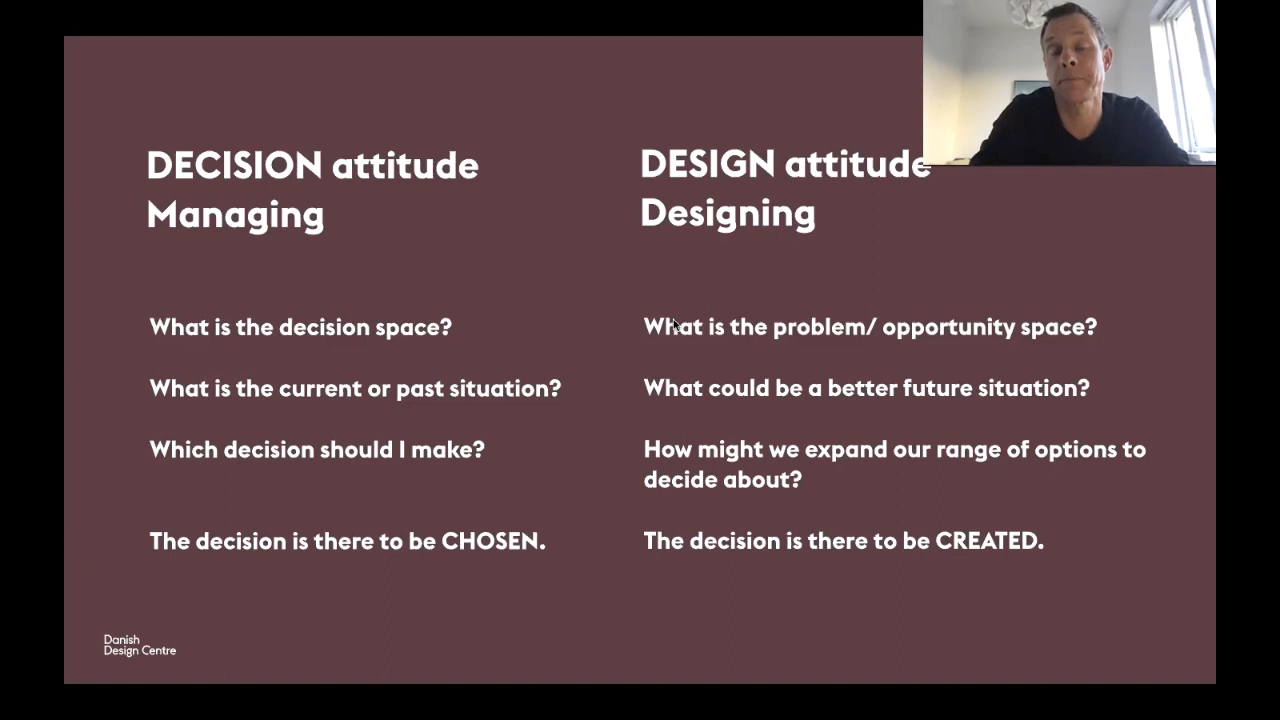 DECISION attitude
Managing
What is the decision space?
What is the current or past situation?
Which decision should I make?
The decision is there to be CHOSEN.
DESIGN attitude
Designing
What is the problem/ opportunity space?
What could be a better future situation?
How might we expand our range of options to
decide about?
The decision is there to be CREATED.
Danish
Design Centre